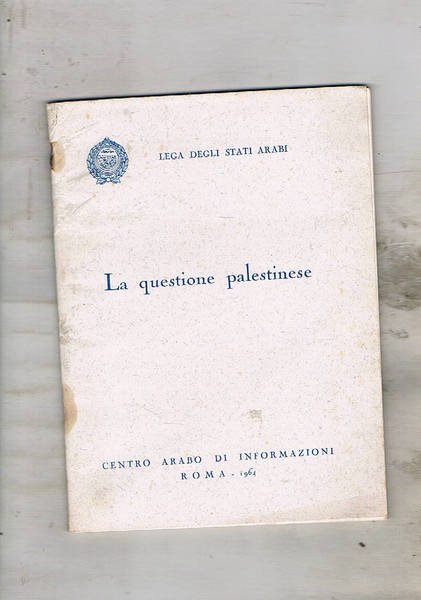 LEGA DEGLI STATI ARABI
La questione palestinese
CENTRO ARABO DI INFORMAZIONI
ROMA - 1964